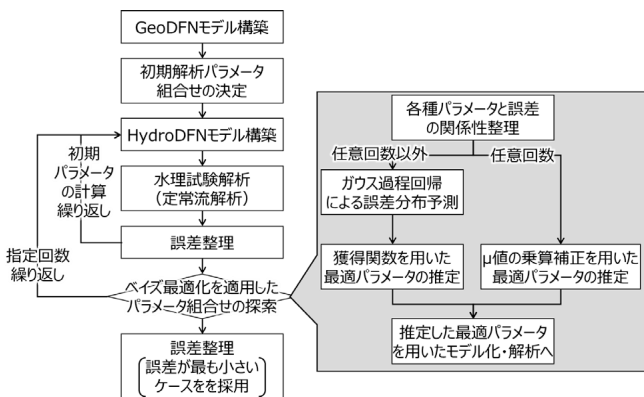 GeoDFNモデル構築
初期解析パラメータ
組合せの決定
HydroDFNモデル構築
初期
パラメータ
の計算
繰り返し
水理試験解析
(定常流解析)
誤差整理
指定回数
繰り返し
ベイズ最適化を適用した
パラメータ組合せの探索
誤差整理
誤差が最も小さい
ケースをを採用
各種パラメータと誤差
の関係性整理
任意回数以外
任意回数
ガウス過程回帰
による誤差分布予測
獲得関数を用いた
最適パラメータの推定
μ値の乗算補正を用いた
最適パラメータの推定
推定した最適パラメータ
を用いたモデル化・解析へ